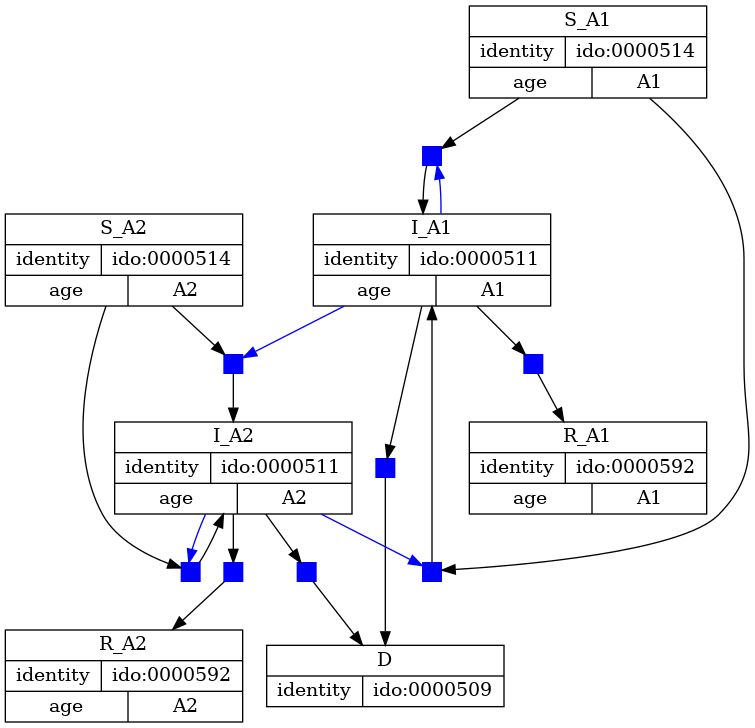 S_A1
identity ido:0000514
age A1
S_A2
identity ido:0000514
age A2
I_A1
identity ido:0000511
age A1
I_A2
identity ido:0000511
age A2
R_A1
identity ido:0000592
age A1
R_A2
identity ido:0000592
age A2
D
identity ido:0000509